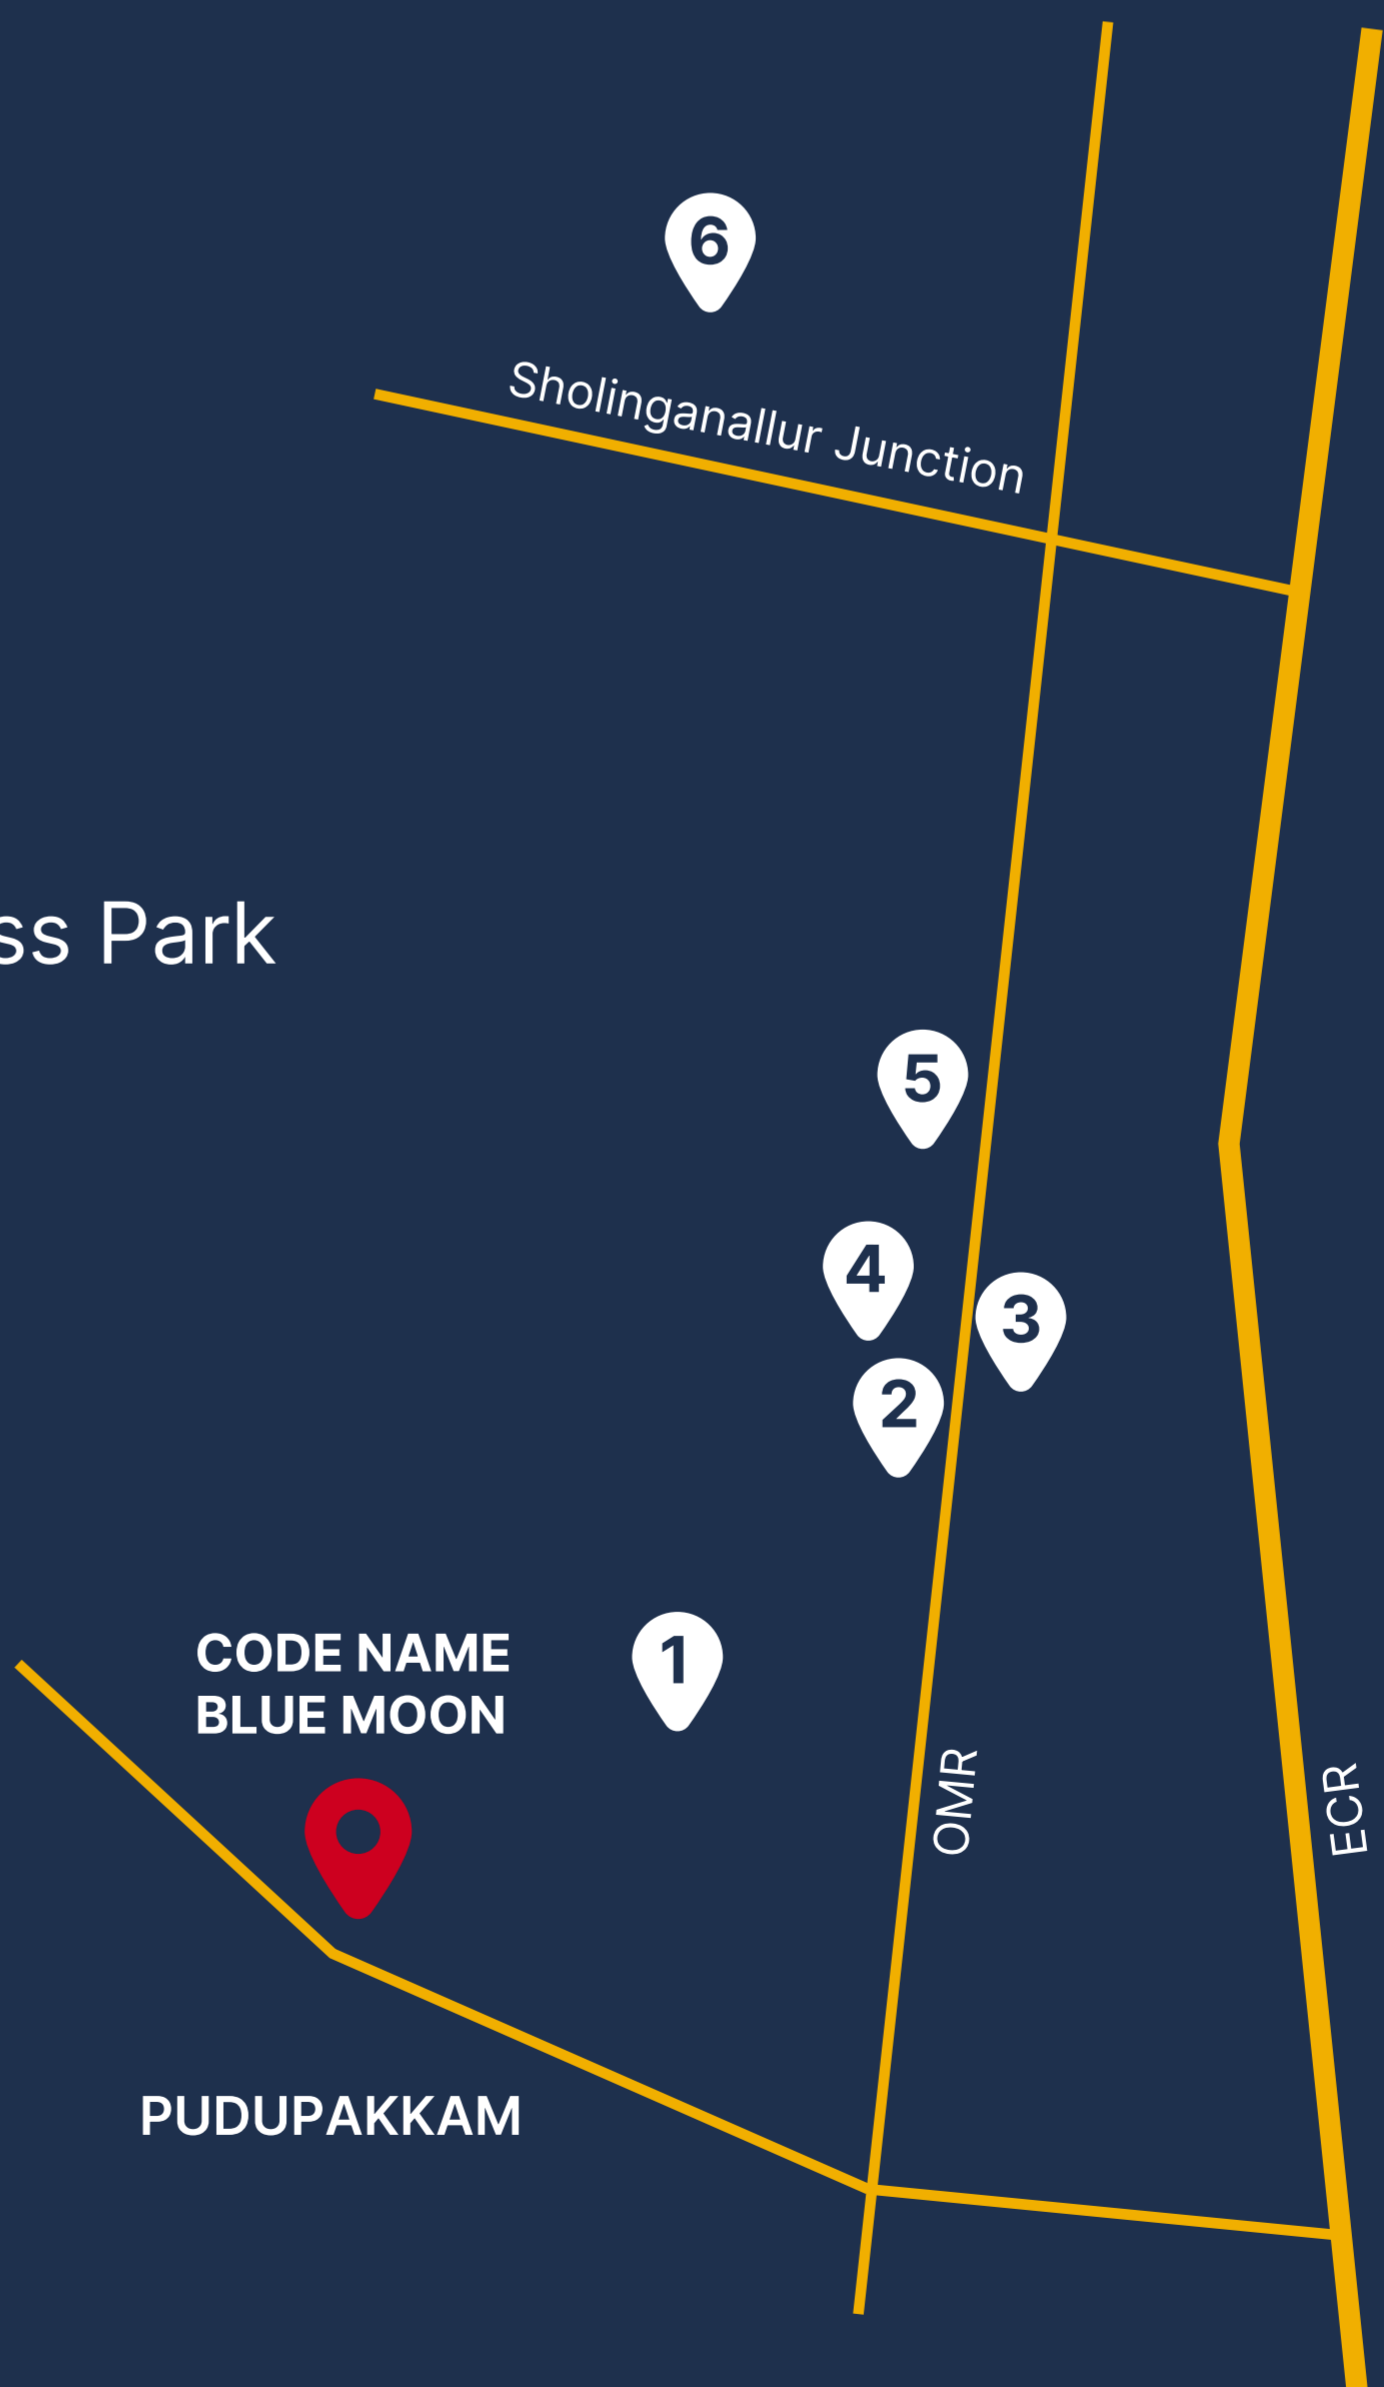 6
Sholinganallur Junction
ss Park
5
4
3
2
CODE NAME
BLUE MOON
1
OMR
ECR
PUDUPAKKAM